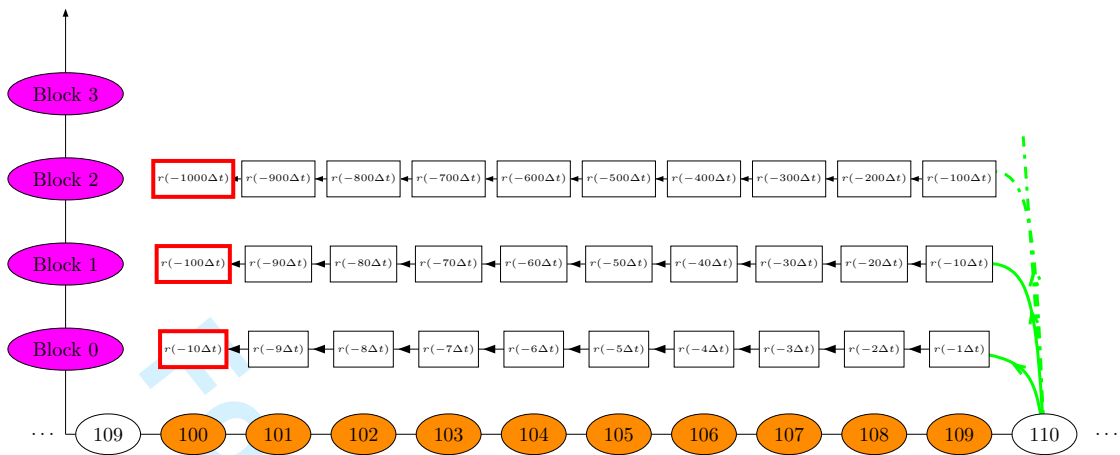 Block 3
Block 2 r(−1000Δt) r(−900Δt) r(−800Δt) r(−700Δt) r(−600Δt) r(−500Δt) r(−400Δt) r(−300Δt) r(−200Δt) r(−100Δt)
Block 1 r(−100Δt) r(−90Δt) r(−80Δt) r(−70Δt) r(−60Δt) r(−50Δt) r(−40Δt) r(−30Δt) r(−20Δt) r(−10Δt)
Block 0 r(−10Δt) r(−9Δt) r(−8Δt) r(−7Δt) r(−6Δt) r(−5Δt) r(−4Δt) r(−3Δt) r(−2Δt) r(−1Δt)
··· 109 100 101 102 103 104 105 106 107 108 109 110 ···